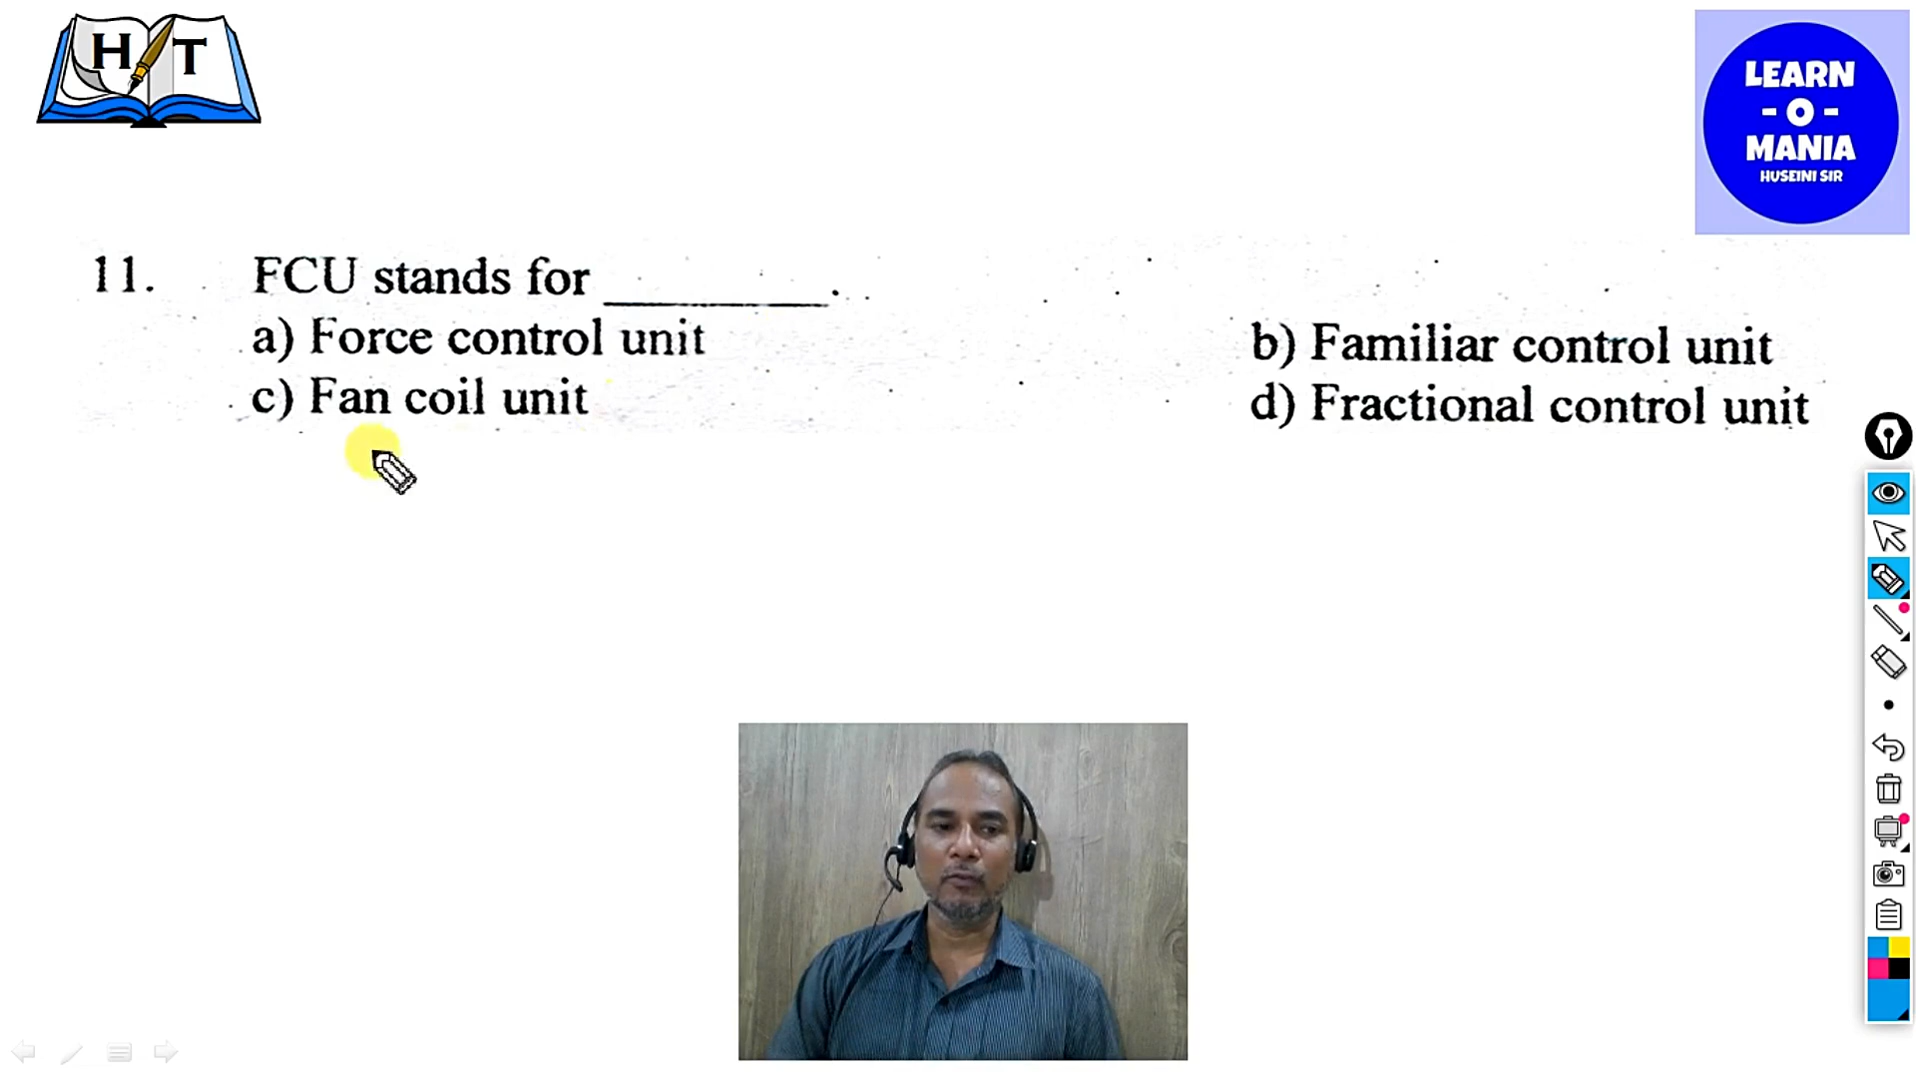 H T
LEARN
- O -
MANIA
HUSEINI SIR
11. FCU stands for __________.
a) Force control unit
b) Familiar control unit
c) Fan coil unit
d) Fractional control unit